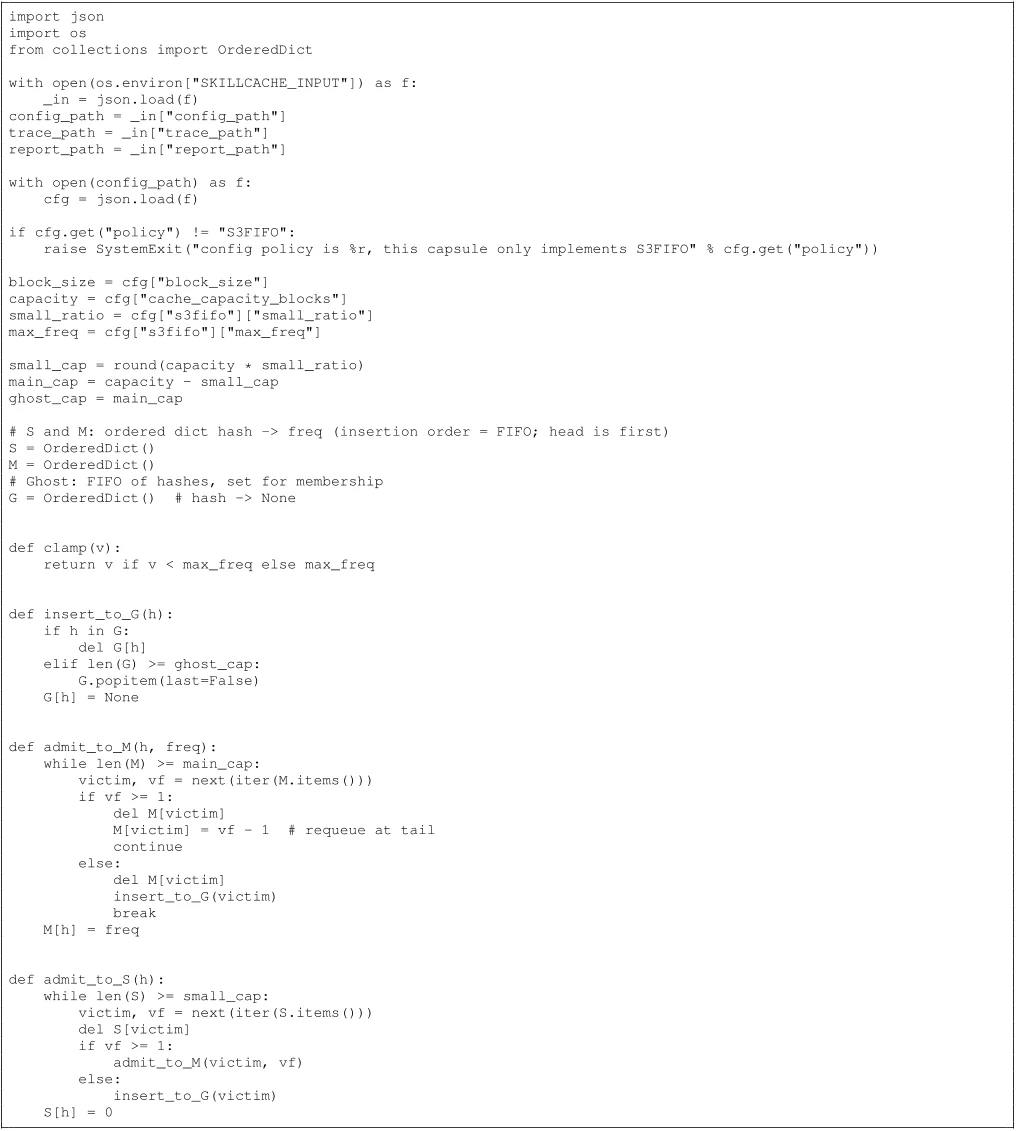 import json
import os
from collections import OrderedDict

with open(os.environ["SKILLCACHE_INPUT"]) as f:
    _in = json.load(f)
config_path = _in["config_path"]
trace_path = _in["trace_path"]
report_path = _in["report_path"]

with open(config_path) as f:
    cfg = json.load(f)

if cfg.get("policy") != "S3FIFO":
    raise SystemExit("config policy is %r, this capsule only implements S3FIFO" % cfg.get("policy"))

block_size = cfg["block_size"]
capacity = cfg["cache_capacity_blocks"]
small_ratio = cfg["s3fifo"]["small_ratio"]
max_freq = cfg["s3fifo"]["max_freq"]

small_cap = round(capacity * small_ratio)
main_cap = capacity - small_cap
ghost_cap = main_cap

# S and M: ordered dict hash -> freq (insertion order = FIFO; head is first)
S = OrderedDict()
M = OrderedDict()
# Ghost: FIFO of hashes, set for membership
G = OrderedDict()  # hash -> None


def clamp(v):
    return v if v < max_freq else max_freq


def insert_to_G(h):
    if h in G:
        del G[h]
    elif len(G) >= ghost_cap:
        G.popitem(last=False)
    G[h] = None


def admit_to_M(h, freq):
    while len(M) >= main_cap:
        victim, vf = next(iter(M.items()))
        if vf >= 1:
            del M[victim]
            M[victim] = vf - 1  # requeue at tail
            continue
        else:
            del M[victim]
            insert_to_G(victim)
            break
    M[h] = freq


def admit_to_S(h):
    while len(S) >= small_cap:
        victim, vf = next(iter(S.items()))
        del S[victim]
        if vf >= 1:
            admit_to_M(victim, vf)
        else:
            insert_to_G(victim)
    S[h] = 0